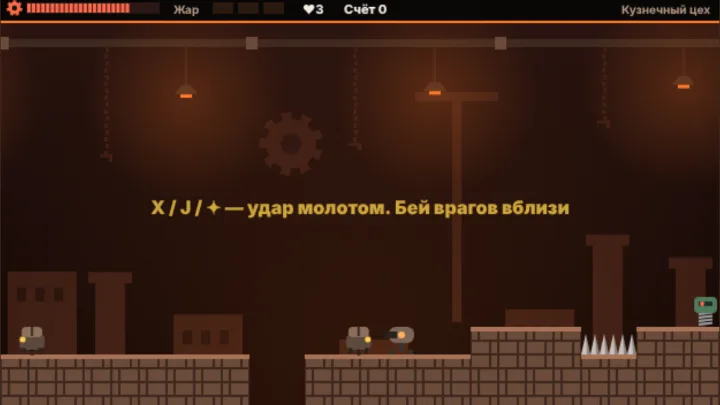 Жар ♥3 Счёт 0 Кузнечный цех
X / J / ✦ — удар молотом. Бей врагов вблизи